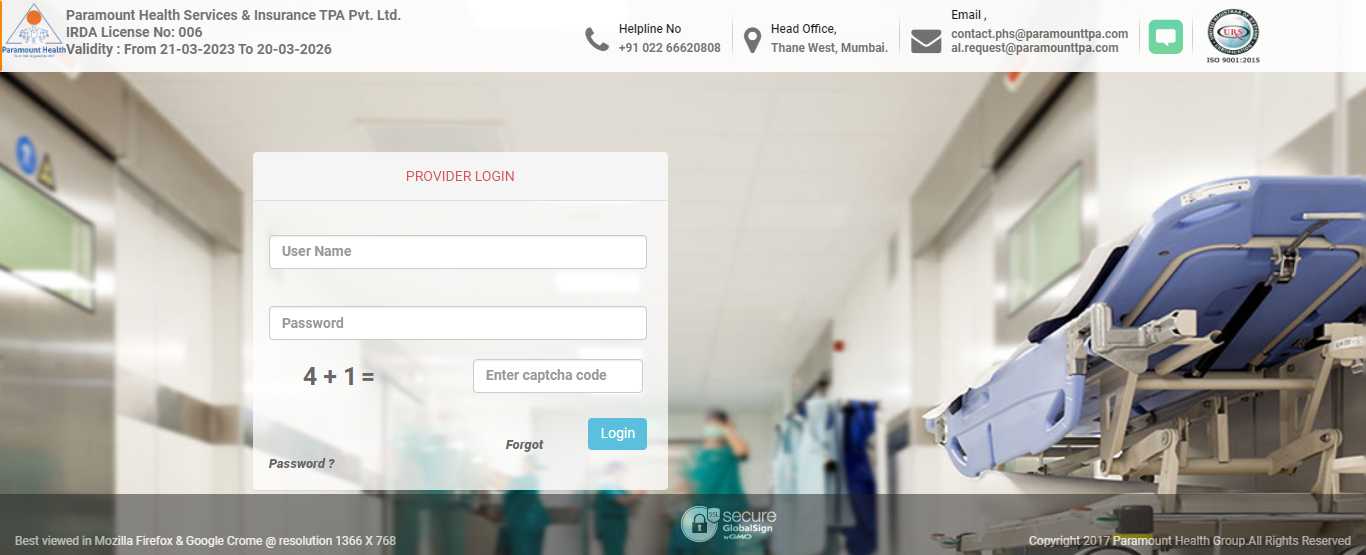 Paramount Health Services & Insurance TPA Pvt. Ltd.
IRDA License No: 006
Validity : From 21-03-2023 To 20-03-2026
Paramount Health
Helpline No
+91 022 66620808
Head Office,
Thane West, Mumbai.
Email ,
contact.phs@paramounttpa.com
al.request@paramounttpa.com
URS
ISO 9001:2015
PROVIDER LOGIN
User Name
Password
4 + 1 =
Enter captcha code
Login
Forgot
Password ?
SSL
secure
GlobalSign
by GMO
Best viewed in Mozilla Firefox & Google Crome @ resolution 1366 X 768
Copyright 2017 Paramount Health Group.All Rights Reserved